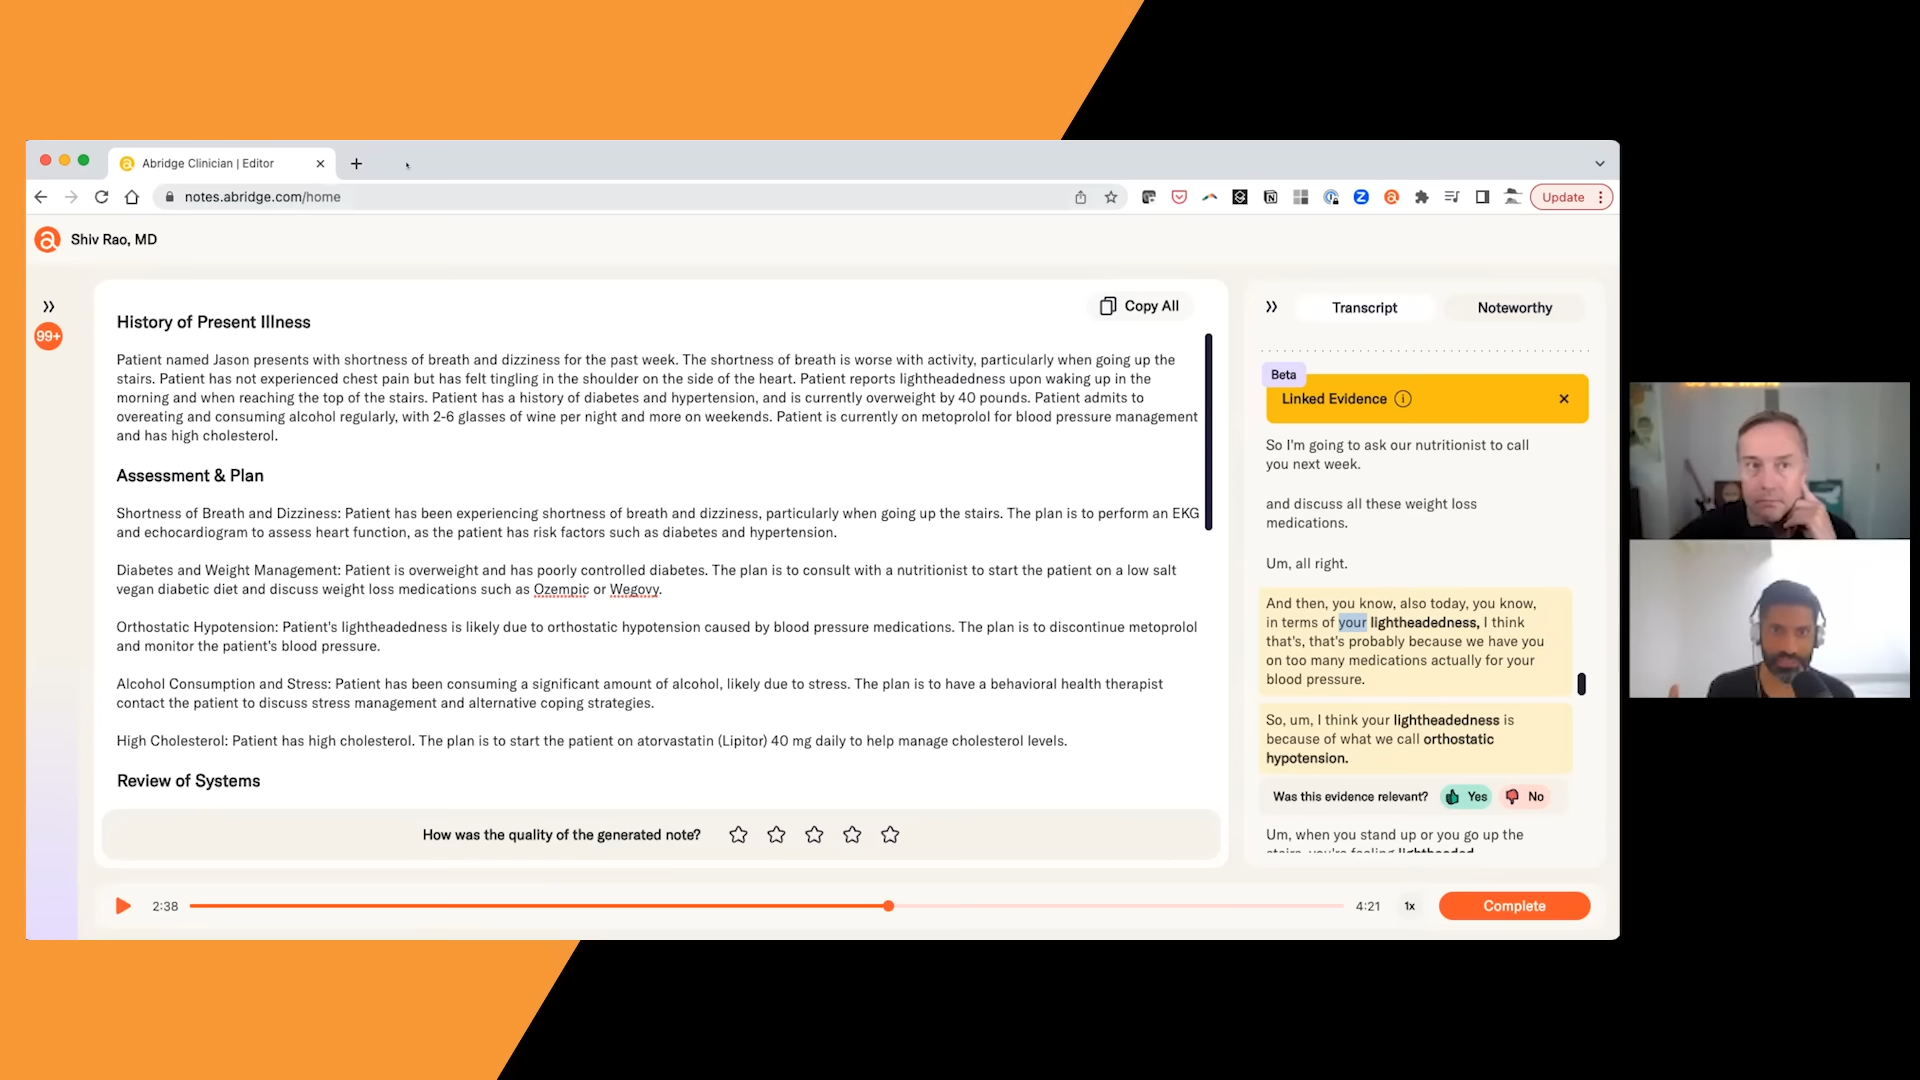 Abridge Clinician | Editor
notes.abridge.com/home
Update
Shiv Rao, MD
99+
Copy All
History of Present Illness
Patient named Jason presents with shortness of breath and dizziness for the past week. The shortness of breath is worse with activity, particularly when going up the
stairs. Patient has not experienced chest pain but has felt tingling in the shoulder on the side of the heart. Patient reports lightheadedness upon waking up in the
morning and when reaching the top of the stairs. Patient has a history of diabetes and hypertension, and is currently overweight by 40 pounds. Patient admits to
overeating and consuming alcohol regularly, with 2-6 glasses of wine per night and more on weekends. Patient is currently on metoprolol for blood pressure management
and has high cholesterol.
Assessment & Plan
Shortness of Breath and Dizziness: Patient has been experiencing shortness of breath and dizziness, particularly when going up the stairs. The plan is to perform an EKG
and echocardiogram to assess heart function, as the patient has risk factors such as diabetes and hypertension.
Diabetes and Weight Management: Patient is overweight and has poorly controlled diabetes. The plan is to consult with a nutritionist to start the patient on a low salt
vegan diabetic diet and discuss weight loss medications such as Ozempic or Wegovy.
Orthostatic Hypotension: Patient's lightheadedness is likely due to orthostatic hypotension caused by blood pressure medications. The plan is to discontinue metoprolol
and monitor the patient's blood pressure.
Alcohol Consumption and Stress: Patient has been consuming a significant amount of alcohol, likely due to stress. The plan is to have a behavioral health therapist
contact the patient to discuss stress management and alternative coping strategies.
High Cholesterol: Patient has high cholesterol. The plan is to start the patient on atorvastatin (Lipitor) 40 mg daily to help manage cholesterol levels.
Review of Systems
How was the quality of the generated note?
Transcript
Noteworthy
Beta
Linked Evidence
So I'm going to ask our nutritionist to call
you next week.
and discuss all these weight loss
medications.
Um, all right.
And then, you know, also today, you know,
in terms of your lightheadedness, I think
that's, that's probably because we have you
on too many medications actually for your
blood pressure.
So, um, I think your lightheadedness is
because of what we call orthostatic
hypotension.
Was this evidence relevant? Yes No
Um, when you stand up or you go up the
stairs, you're feeling lightheaded
2:38
4:21
1x
Complete